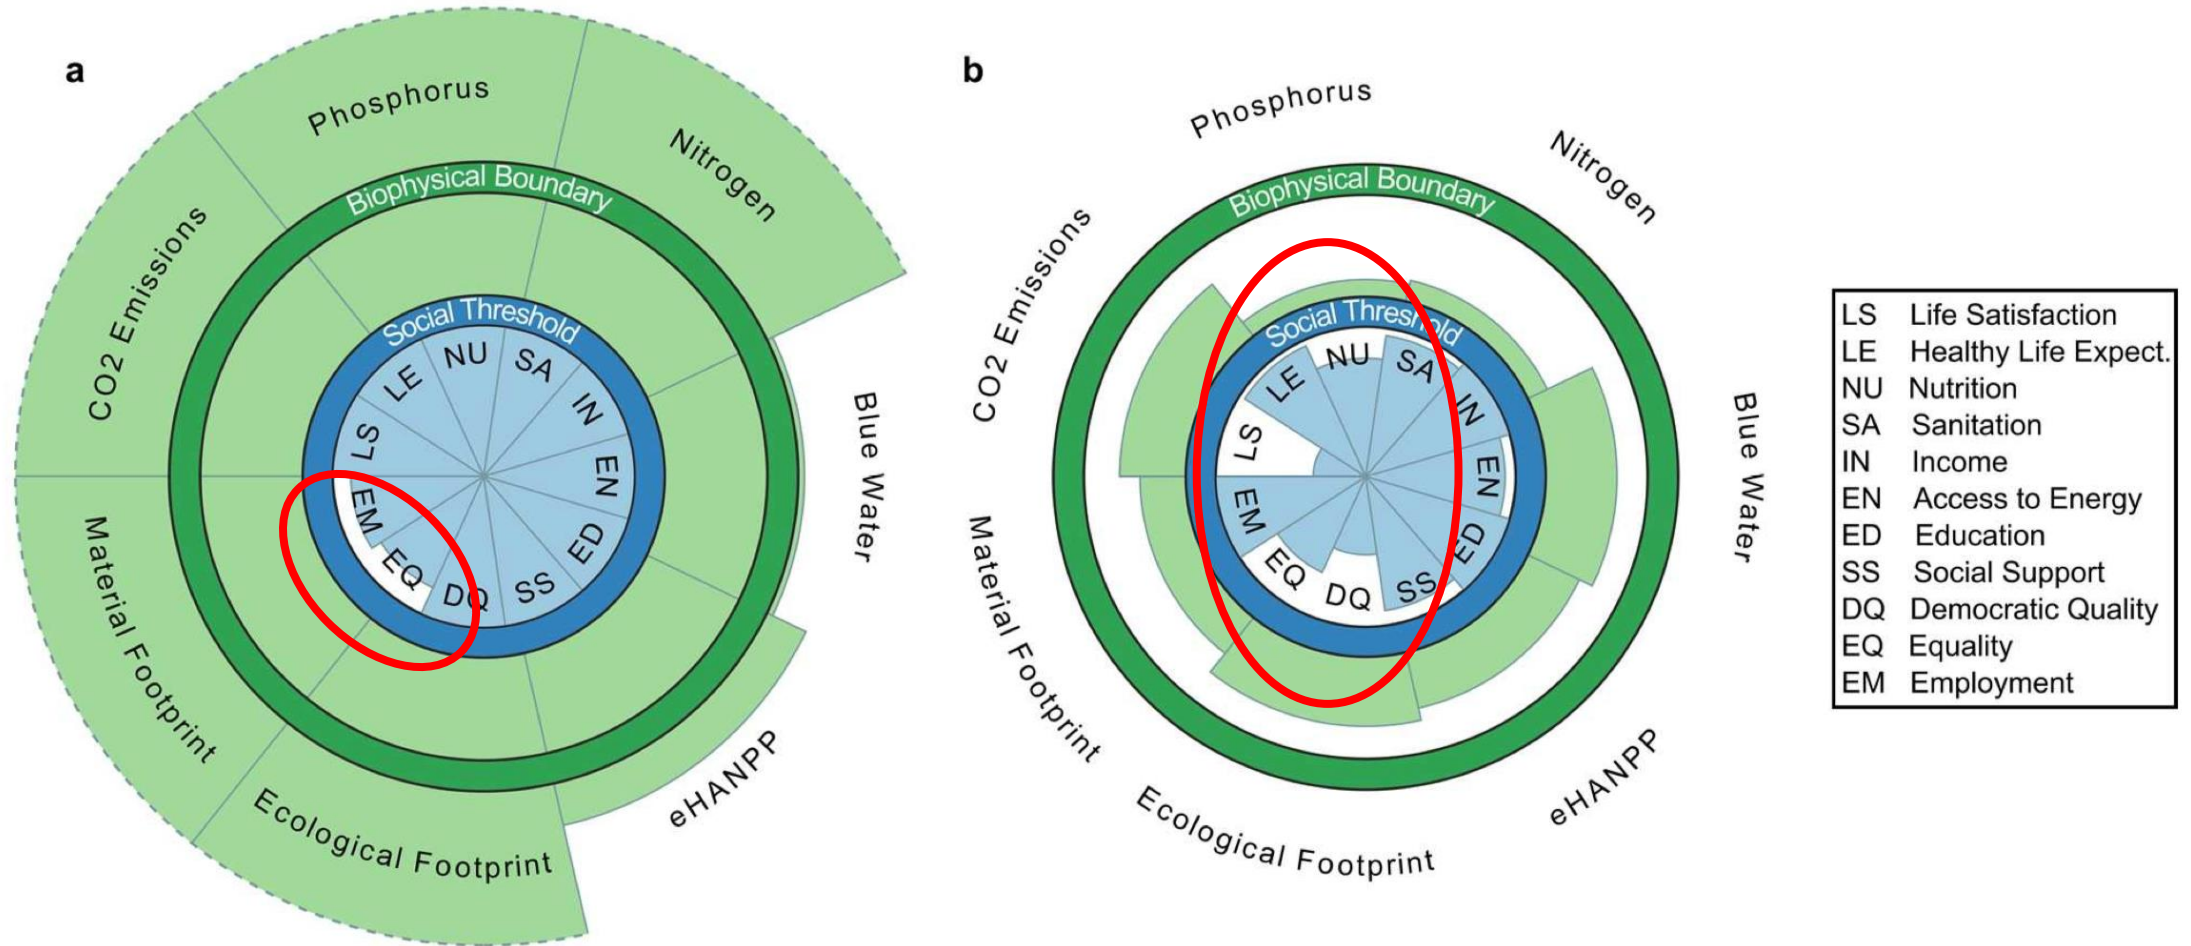 a
Phosphorus
Nitrogen
CO2 Emissions
Biophysical Boundary
Social Threshold
LS
LE
NU
SA
IN
EN
ED
SS
DQ
EQ
EM
Blue Water
Material Footprint
Ecological Footprint
eHANPP
b
Phosphorus
Nitrogen
CO2 Emissions
Biophysical Boundary
Social Threshold
LS
LE
NU
SA
IN
EN
ED
SS
DQ
EQ
EM
Blue Water
Material Footprint
Ecological Footprint
eHANPP
LS Life Satisfaction
LE Healthy Life Expect.
NU Nutrition
SA Sanitation
IN Income
EN Access to Energy
ED Education
SS Social Support
DQ Democratic Quality
EQ Equality
EM Employment